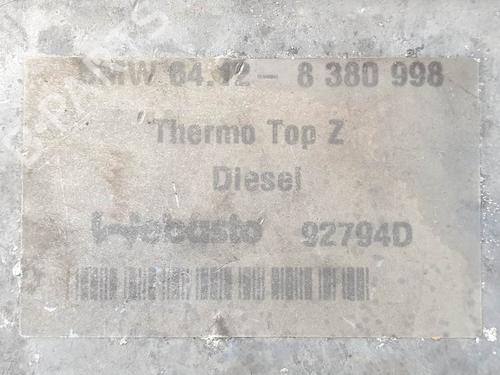 BMW 64.12- 8 380 998
Thermo Top Z
Diesel
Webasto 92794D